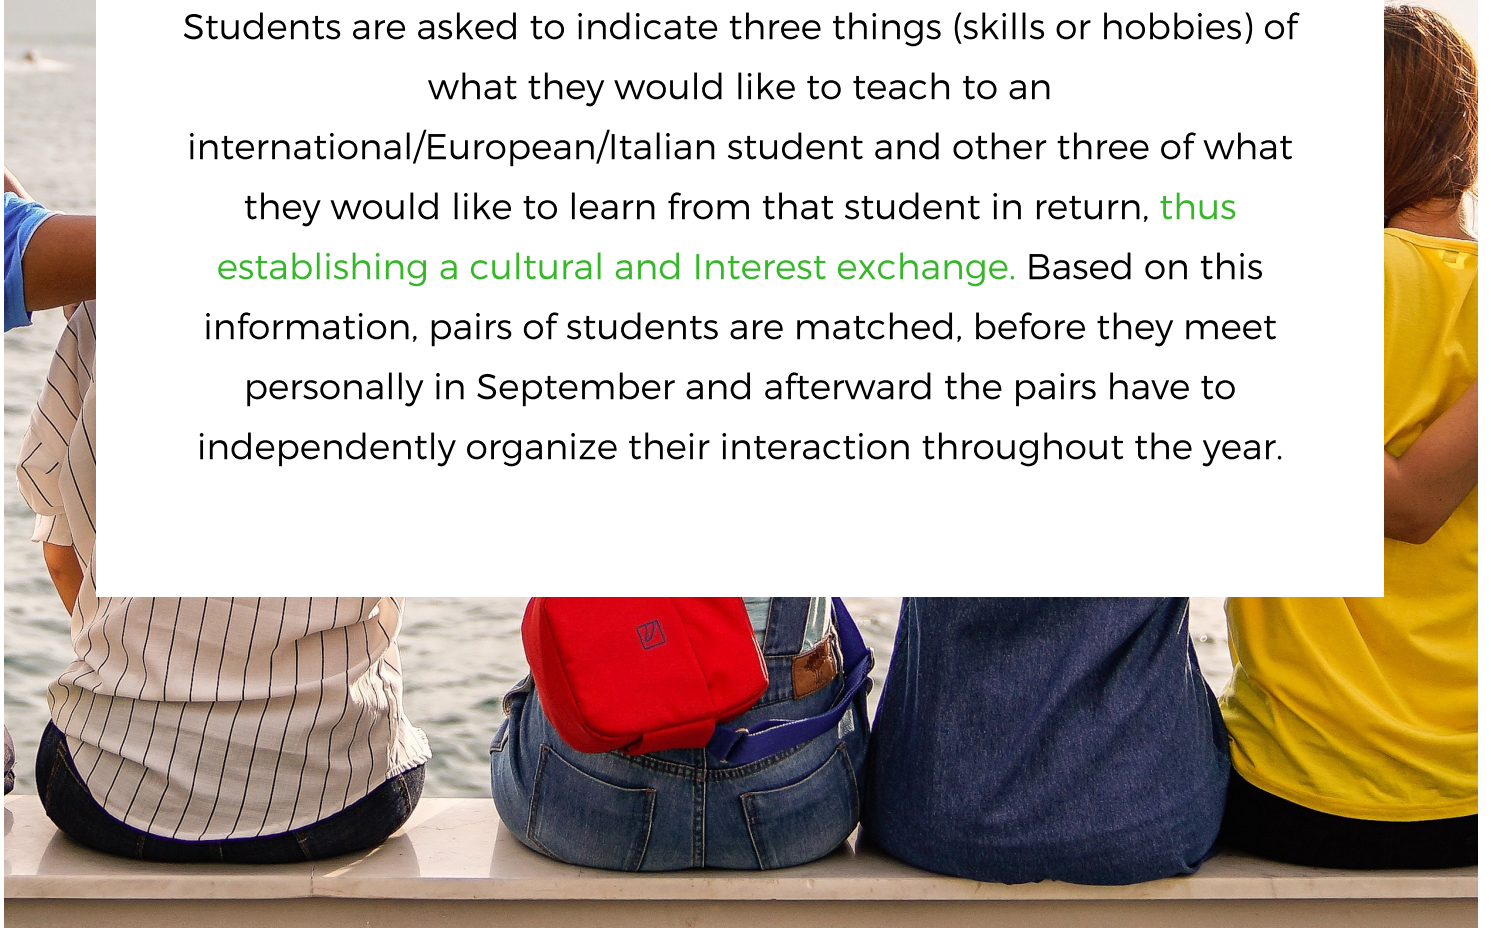 Students are asked to indicate three things (skills or hobbies) of
what they would like to teach to an
international/European/Italian student and other three of what
they would like to learn from that student in return, thus
establishing a cultural and Interest exchange. Based on this
information, pairs of students are matched, before they meet
personally in September and afterward the pairs have to
independently organize their interaction throughout the year.